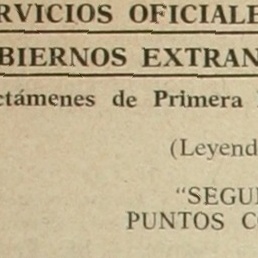 RVICIOS OFICIALE
BIERNOS EXTRAN
ctámenes de Primera
(Leyend
"SEGU
PUNTOS C